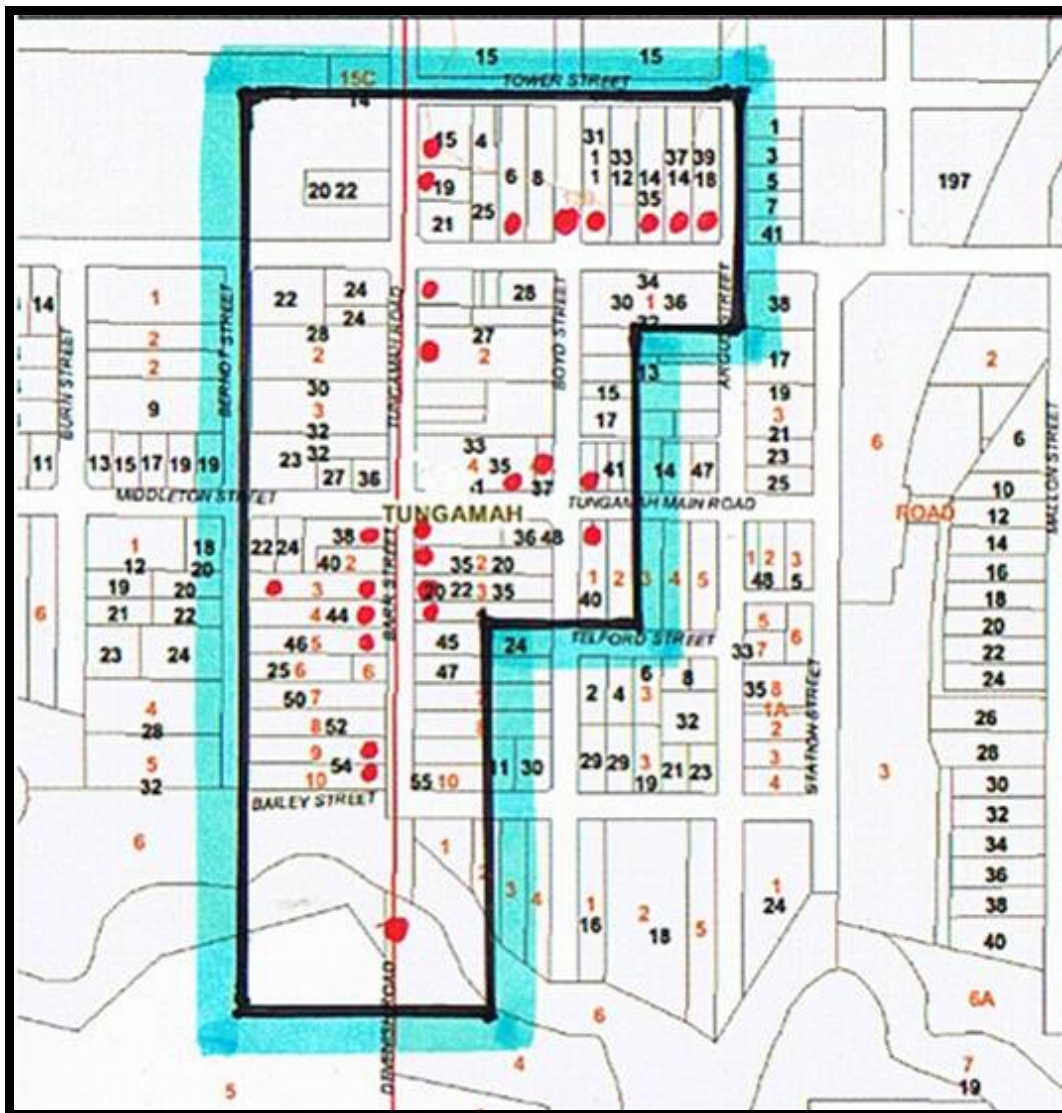 15 15
15C TOWER STREET
14
15 4 31 1
1 33 37 39 3
20 22 19 6 8 1 12 14 14 18 5 197
35 7
21 25 41
14 1 22 24 28 34
30 1 36 38
24
2 28 27
2 2 2 17 2
30 13
BURN STREET TUNGAMAH ROAD BOYD STREET
3 15 19
9 17 3 6
32 33 21 6
11 13 15 17 19 19 23 32 4 35 41 14 47 23
27 36 37 25 10
MIDDLETON STREET TUNGAMAH MAIN ROAD
TUNGAMAH ROAD 12
1 18 22 24 38 36 48 14
12 20 40 2 35 2 20 1 2 3 4 5 1 2 3
48 5 16
19 20 3 20 22 3 35 40 18
6 21 22 4 44 5 6 20
TELFORD STREET
23 24 46 5 45 24 33 7 22
25 6 6 47 6 8 35 8 24
4 50 7 2 4 3 1A 26
28 8 52 32 2
5 9 54 11 30 29 29 3 3 28
32 10 55 10 19 21 23 4 30
BARLEY STREET STATION STREET 3
32
6 1 34
3 4 1 2 5 1 36
16 18 24 38
40
6A
6
4 7
5 19